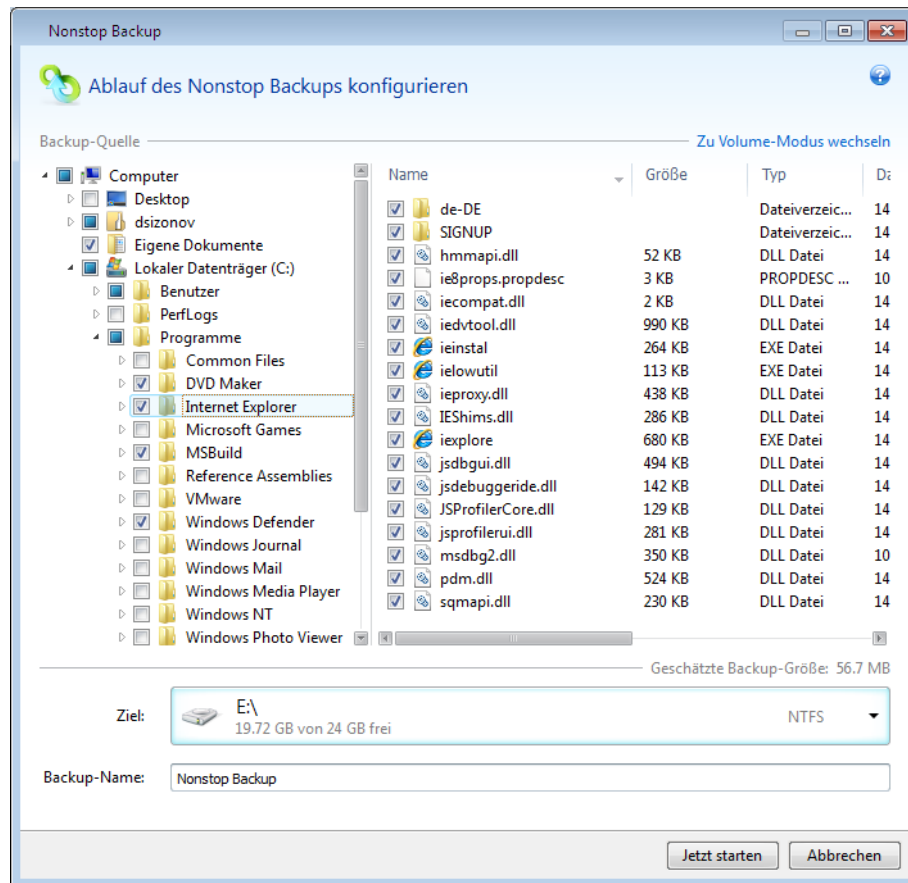 Nonstop Backup
Ablauf des Nonstop Backups konfigurieren
Backup-Quelle
Zu Volume-Modus wechseln
Computer
Desktop
dsizonov
Eigene Dokumente
Lokaler Datenträger (C:)
Benutzer
PerfLogs
Programme
Common Files
DVD Maker
Internet Explorer
Microsoft Games
MSBuild
Reference Assemblies
VMware
Windows Defender
Windows Journal
Windows Mail
Windows Media Player
Windows NT
Windows Photo Viewer
Name Größe Typ Da
de-DE Dateiverzeic... 14
SIGNUP Dateiverzeic... 14
hmmapi.dll 52 KB DLL Datei 14
ie8props.propdesc 3 KB PROPDESC ... 10
iecompat.dll 2 KB DLL Datei 14
iedvtool.dll 990 KB DLL Datei 14
ieinstal 264 KB EXE Datei 14
ielowutil 113 KB EXE Datei 14
ieproxy.dll 438 KB DLL Datei 14
IEShims.dll 286 KB DLL Datei 14
iexplore 680 KB EXE Datei 14
jsdbgui.dll 494 KB DLL Datei 14
jsdebuggeride.dll 142 KB DLL Datei 14
JSProfilerCore.dll 129 KB DLL Datei 14
jsprofilerui.dll 281 KB DLL Datei 14
msdbg2.dll 350 KB DLL Datei 10
pdm.dll 524 KB DLL Datei 14
sqmapi.dll 230 KB DLL Datei 14
Geschätzte Backup-Größe: 56.7 MB
Ziel:
E:\
19.72 GB von 24 GB frei
NTFS
Backup-Name: Nonstop Backup
Jetzt starten Abbrechen